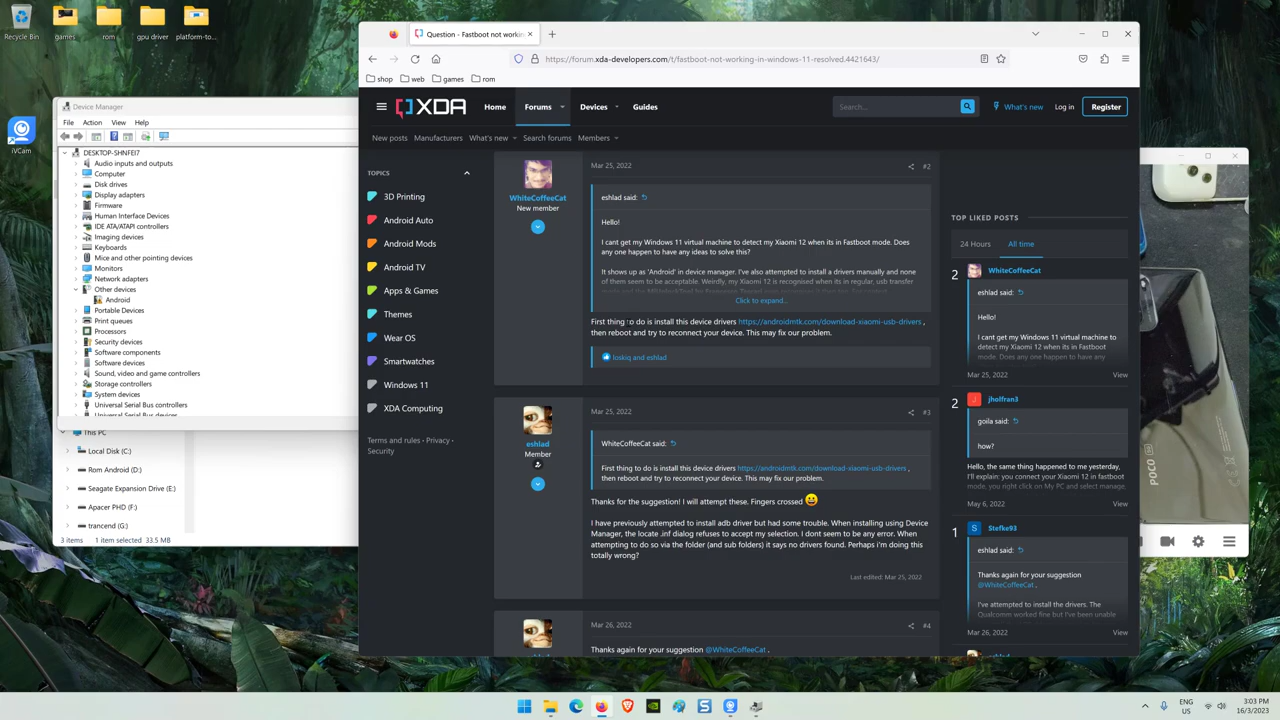 Recycle Bin
games
rom
gpu driver
platform-to...
iVCam
Device Manager
File Action View Help
DESKTOP-SHNFEI7
Audio inputs and outputs
Computer
Disk drives
Display adapters
Firmware
Human Interface Devices
IDE ATA/ATAPI controllers
Imaging devices
Keyboards
Mice and other pointing devices
Monitors
Network adapters
Other devices
Android
Portable Devices
Print queues
Processors
Security devices
Software components
Software devices
Sound, video and game controllers
Storage controllers
System devices
Universal Serial Bus controllers
Universal Serial Bus devices
This PC
Local Disk (C:)
Rom Android (D:)
Seagate Expansion Drive (E:)
Apacer PHD (F:)
trancend (G:)
3 items 1 item selected 33.5 MB
Question - Fastboot not workin
https://forum.xda-developers.com/t/fastboot-not-working-in-windows-11-resolved.4421643/
shop web games rom
XDA Home Forums Devices Guides Search... What's new Log in Register
New posts Manufacturers What's new Search forums Members
TOPICS
3D Printing
Android Auto
Android Mods
Android TV
Apps & Games
Themes
Wear OS
Smartwatches
Windows 11
XDA Computing
Terms and rules · Privacy ·
Security
WhiteCoffeeCat
New member
Mar 25, 2022 #2
eshlad said:
Hello!
I cant get my Windows 11 virtual machine to detect my Xiaomi 12 when its in Fastboot mode. Does
any one happen to have any ideas to solve this?
It shows up as 'Android' in device manager. I've also attempted to install a drivers manually and none
of them seem to be acceptable. Weirdly, my Xiaomi 12 is recognised when its in regular, usb transfer
Click to expand...
First thing to do is install this device drivers https://androidmtk.com/download-xiaomi-usb-drivers ,
then reboot and try to reconnect your device. This may fix our problem.
loskiq and eshlad
eshlad
Member
Mar 25, 2022 #3
WhiteCoffeeCat said:
First thing to do is install this device drivers https://androidmtk.com/download-xiaomi-usb-drivers ,
then reboot and try to reconnect your device. This may fix our problem.
Thanks for the suggestion! I will attempt these. Fingers crossed
I have previously attempted to install adb driver but had some trouble. When installing using Device
Manager, the locate .inf dialog refuses to accept my selection. I dont seem to be any error. When
attempting to do so via the folder (and sub folders) it says no drivers found. Perhaps i'm doing this
totally wrong?
Last edited: Mar 25, 2022
Mar 26, 2022 #4
Thanks again for your suggestion @WhiteCoffeeCat .
TOP LIKED POSTS
24 Hours All time
2 WhiteCoffeeCat
eshlad said:
Hello!
I cant get my Windows 11 virtual machine to
detect my Xiaomi 12 when its in Fastboot
mode. Does any one happen to have any
Mar 25, 2022 View
2 J jholfran3
goila said:
how?
Hello, the same thing happened to me yesterday,
I'll explain: you connect your Xiaomi 12 in fastboot
mode, you right click on My PC and select manage,
May 6, 2022 View
1 S Stefke93
eshlad said:
Thanks again for your suggestion
@WhiteCoffeeCat .
I've attempted to install the drivers. The
Qualcomm worked fine but I've been unable
Mar 26, 2022 View
POCO
ENG
US
3:03 PM
16/3/2023